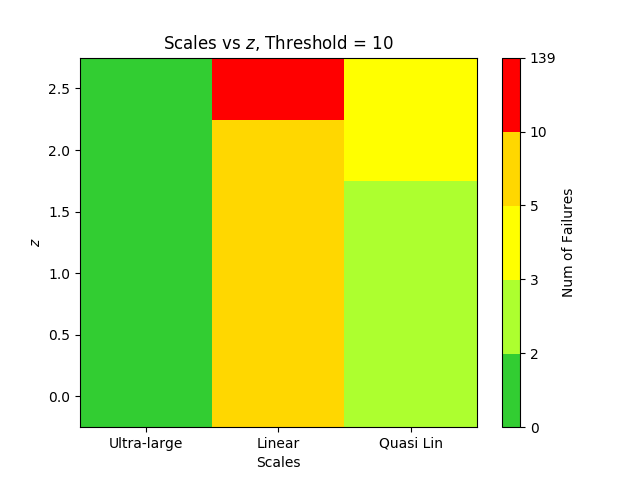 Scales vs z, Threshold = 10
2.5
2.0
1.5
1.0
0.5
0.0
z
Ultra-large
Linear
Quasi Lin
Scales
139
10
5
3
2
0
Num of Failures